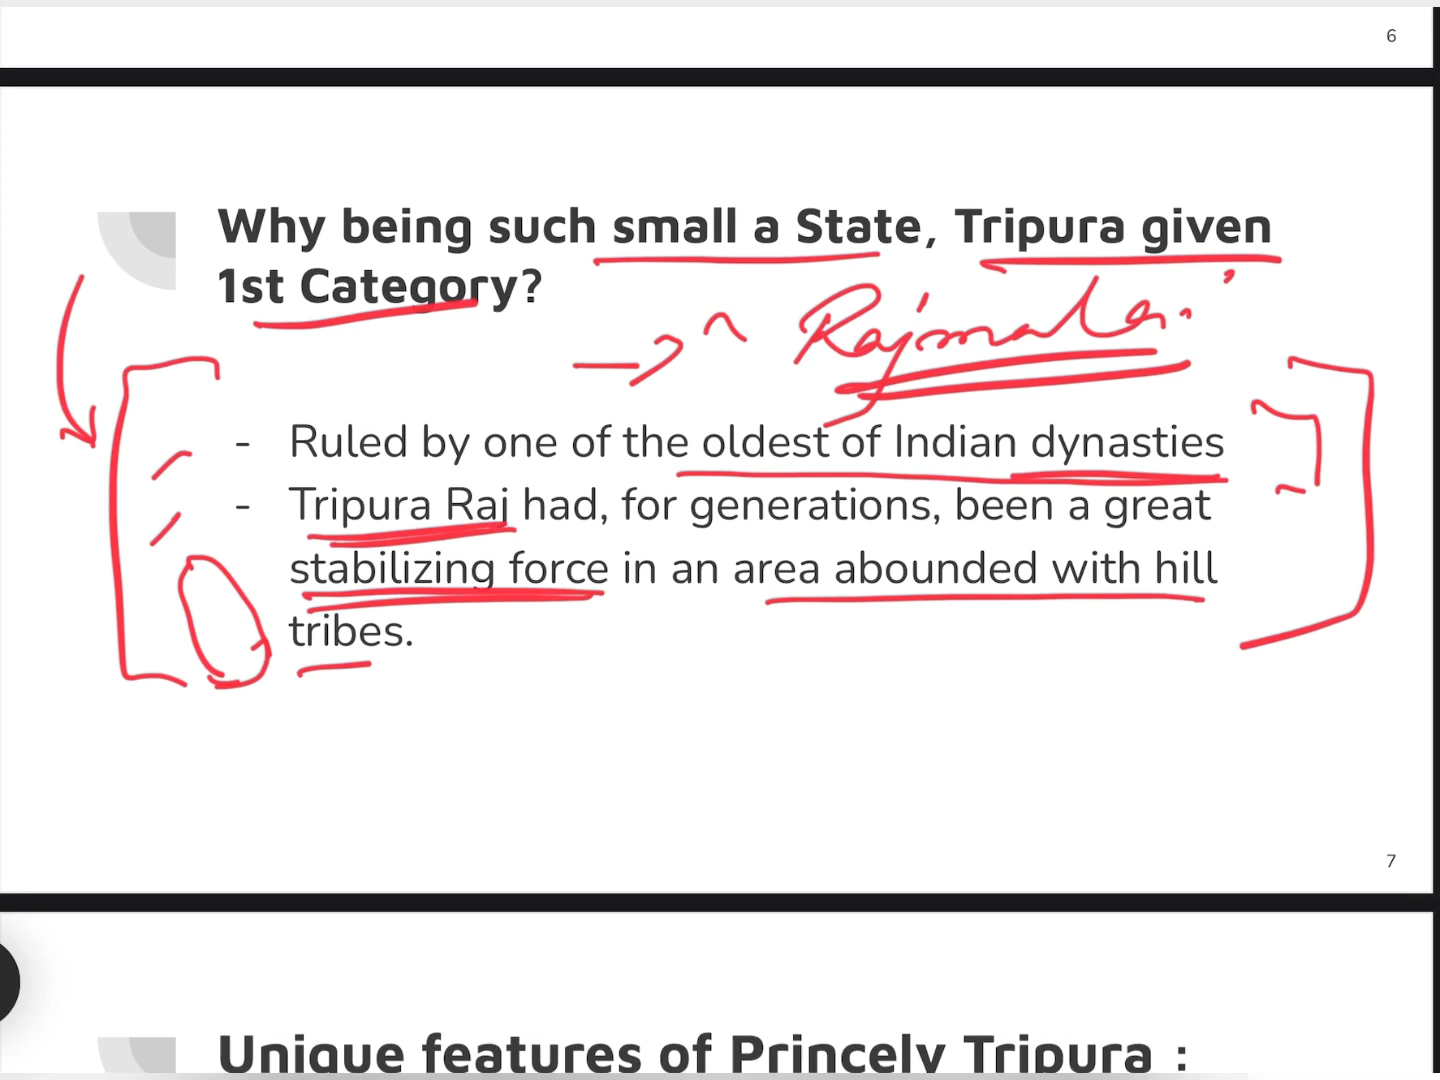 6
Why being such small a State, Tripura given
1st Category?
Rajmala
- Ruled by one of the oldest of Indian dynasties
- Tripura Raj had, for generations, been a great
stabilizing force in an area abounded with hill
tribes.
7
Unique features of Princely Tripura :